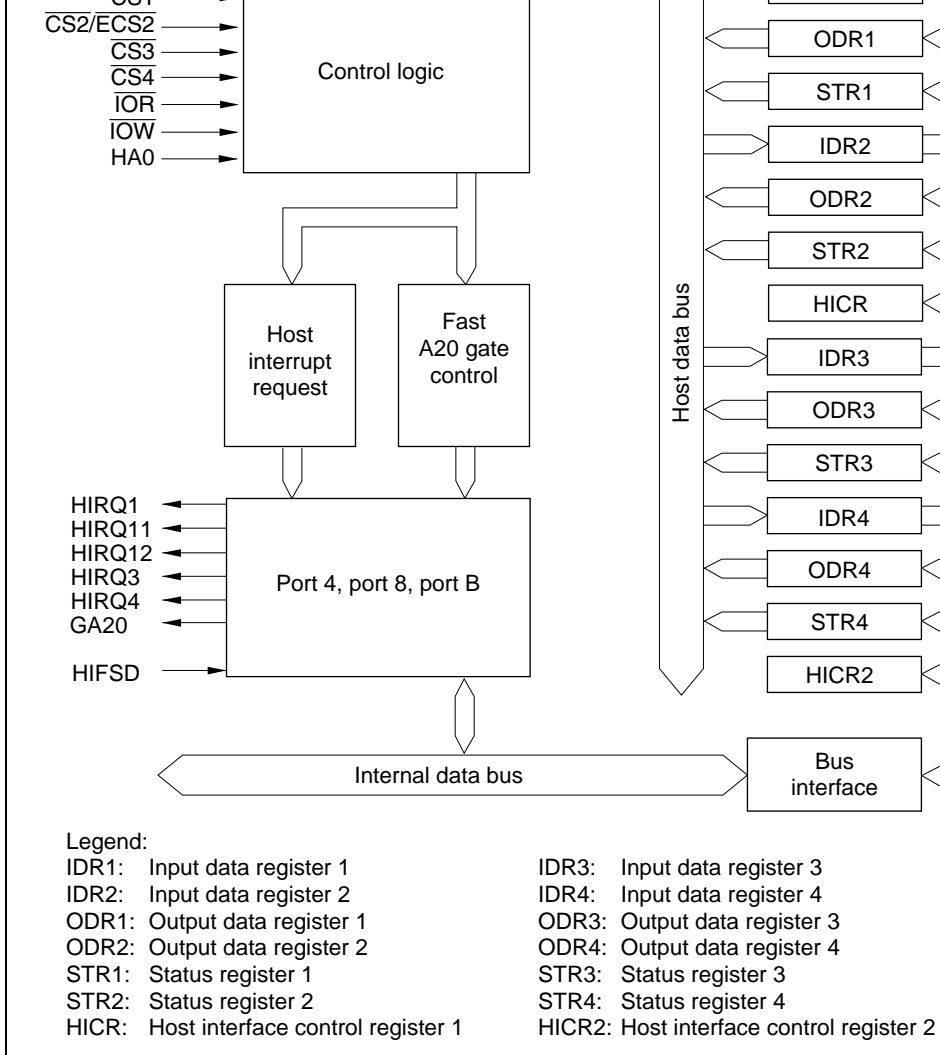 CS1
CS2/ECS2
CS3
CS4
IOR
IOW
HA0
Control logic
Host
interrupt
request
Fast
A20 gate
control
HIRQ1
HIRQ11
HIRQ12
HIRQ3
HIRQ4
GA20
HIFSD
Port 4, port 8, port B
Host data bus
ODR1
STR1
IDR2
ODR2
STR2
HICR
IDR3
ODR3
STR3
IDR4
ODR4
STR4
HICR2
Internal data bus
Bus
interface
Legend:
IDR1: Input data register 1
IDR2: Input data register 2
ODR1: Output data register 1
ODR2: Output data register 2
STR1: Status register 1
STR2: Status register 2
HICR: Host interface control register 1
IDR3: Input data register 3
IDR4: Input data register 4
ODR3: Output data register 3
ODR4: Output data register 4
STR3: Status register 3
STR4: Status register 4
HICR2: Host interface control register 2